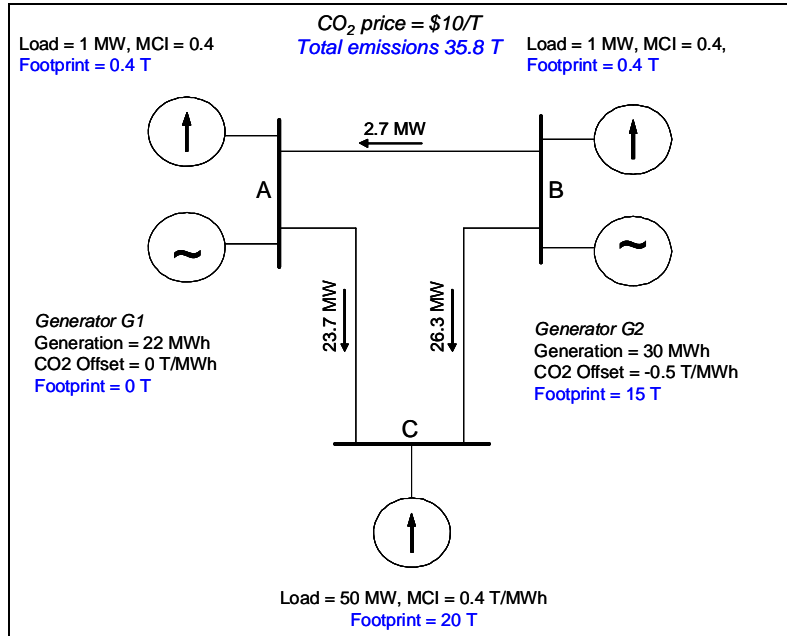 CO2 price = $10/T
Total emissions 35.8 T
Load = 1 MW, MCI = 0.4
Footprint = 0.4 T
Load = 1 MW, MCI = 0.4,
Footprint = 0.4 T
2.7 MW
A
B
~
~
23.7 MW
26.3 MW
Generator G1
Generation = 22 MWh
CO2 Offset = 0 T/MWh
Footprint = 0 T
Generator G2
Generation = 30 MWh
CO2 Offset = -0.5 T/MWh
Footprint = 15 T
C
Load = 50 MW, MCI = 0.4 T/MWh
Footprint = 20 T